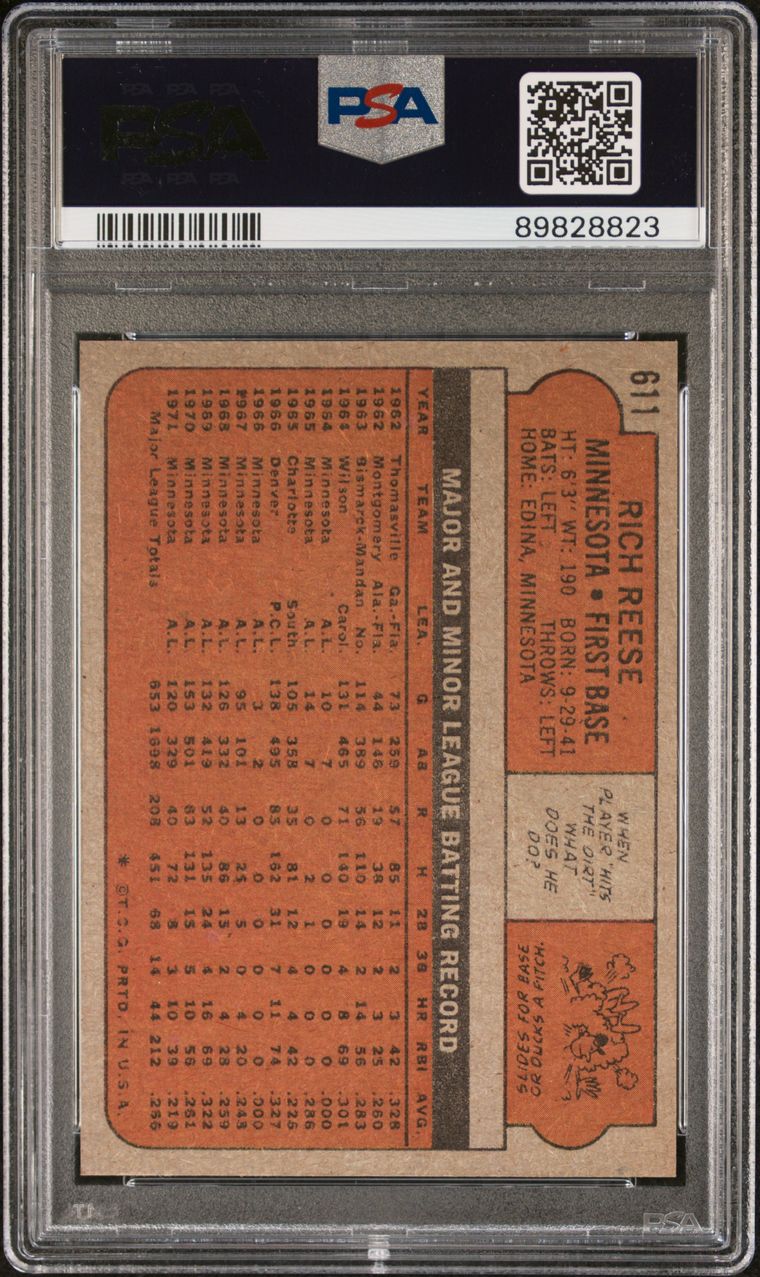 PSA PSA PSA
PSA
PSA PSA PSA
PSA
89828823
611
RICH REESE
MINNESOTA • FIRST BASE
HT: 6'3" WT: 190 BORN: 9-29-41
BATS: LEFT THROWS: LEFT
HOME: EDINA, MINNESOTA
WHEN
PLAYER "HITS
THE DIRT"
WHAT
DOES HE
DO?
SLIDES FOR BASE
OR DUCKS A PITCH.
MAJOR AND MINOR LEAGUE BATTING RECORD
YEAR TEAM LEA. G AB R H 2B 3B HR RBI AVG.
1962 Thomasville Ga.-Fla. 73 259 57 85 11 2 3 42 .328
1962 Montgomery Ala.-Fla. 44 146 19 38 12 2 3 25 .260
1963 Bismarck-Mandan No. 114 389 56 110 14 2 14 56 .283
1964 Wilson Carol. 131 465 71 140 19 4 8 69 .301
1964 Minnesota A.L. 10 7 0 0 0 0 0 0 .000
1965 Minnesota A.L. 14 7 0 2 1 0 0 0 .286
1965 Charlotte South. 105 358 35 81 12 4 4 42 .226
1966 Denver P.C.L. 138 495 85 162 31 7 11 74 .327
1966 Minnesota A.L. 3 2 0 0 0 0 0 0 .000
1967 Minnesota A.L. 95 101 13 25 5 0 4 20 .248
1968 Minnesota A.L. 126 332 40 86 15 2 4 28 .259
1969 Minnesota A.L. 132 419 52 135 24 4 16 69 .322
1970 Minnesota A.L. 153 501 63 131 15 5 10 56 .261
1971 Minnesota A.L. 120 329 40 72 8 3 10 39 .219
Major League Totals 653 1698 208 451 68 14 44 212 .266
* ©T.C.G. PRTD. IN U.S.A.
PSA